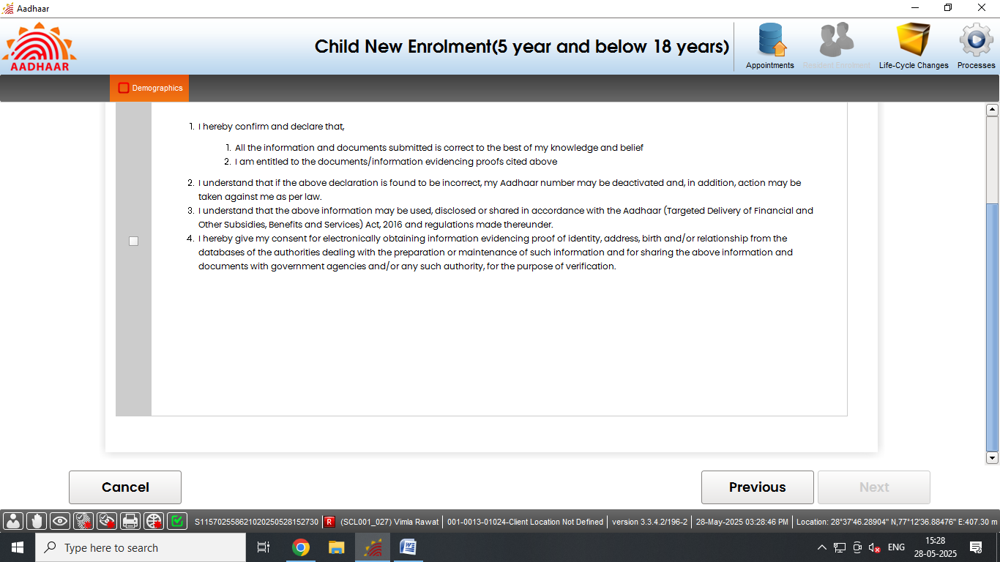 Aadhaar
AADHAAR
Child New Enrolment(5 year and below 18 years)
Appointments
Resident Enrolment
Life-Cycle Changes
Processes
Demographics
1. I hereby confirm and declare that,
1. All the information and documents submitted is correct to the best of my knowledge and belief
2. I am entitled to the documents/information evidencing proofs cited above
2. I understand that if the above declaration is found to be incorrect, my Aadhaar number may be deactivated and, in addition, action may be
taken against me as per law.
3. I understand that the above information may be used, disclosed or shared in accordance with the Aadhaar (Targeted Delivery of Financial and
Other Subsidies, Benefits and Services) Act, 2016 and regulations made thereunder.
4. I hereby give my consent for electronically obtaining information evidencing proof of identity, address, birth and/or relationship from the
databases of the authorities dealing with the preparation or maintenance of such information and for sharing the above information and
documents with government agencies and/or any such authority, for the purpose of verification.
Cancel
Previous
Next
S115702558621020250528152730 R (SCL001_027) Vimla Rawat 001-0013-01024-Client Location Not Defined version 3.3.4.2/196-2 28-May-2025 03:28:46 PM Location: 28°37'46.28904" N,77°12'36.88476" E:407.30 m
Type here to search
ENG
15:28
28-05-2025